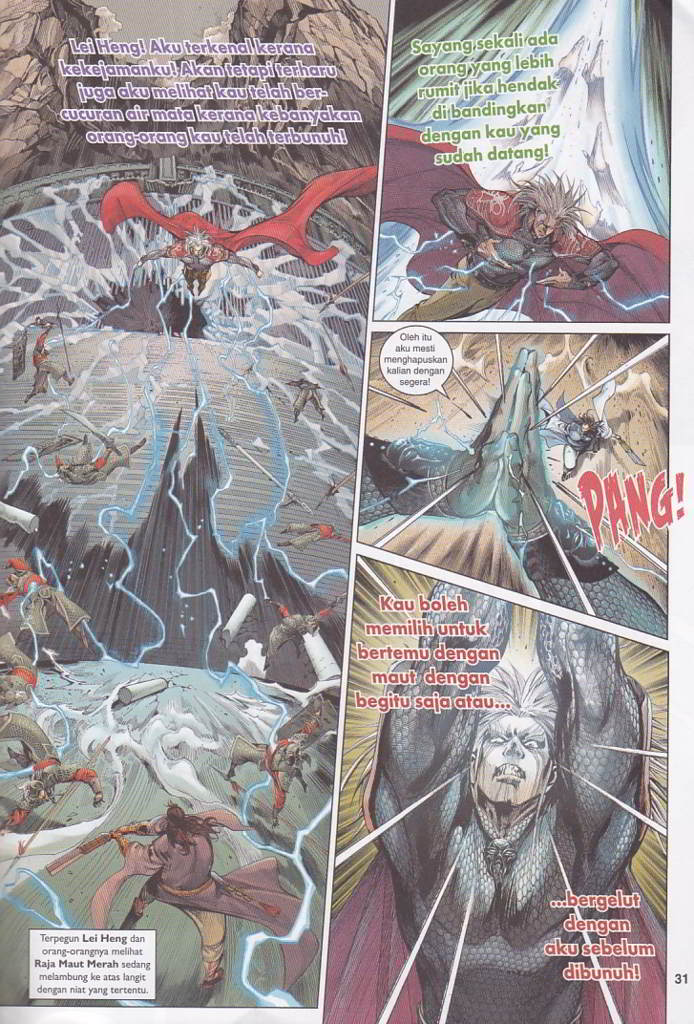 Lei Heng! Aku terkenal kerana
kekejamanku! Akan tetapi terharu
juga aku melihat kau telah ber-
cucuran air mata kerana kebanyakan
orang-orang kau telah terbunuh!
Sayang sekali ada
orang yang lebih
rumit jika hendak
di bandingkan
dengan kau yang
sudah datang!
Oleh itu
aku mesti
menghapuskan
kalian dengan
segera!
PANG!
Kau boleh
memilih untuk
bertemu dengan
maut dengan
begitu saja atau...
...bergelut
dengan
aku sebelum
dibunuh!
Terpegun Lei Heng dan
orang-orangnya melihat
Raja Maut Merah sedang
melambung ke atas langit
dengan niat yang tertentu.
31